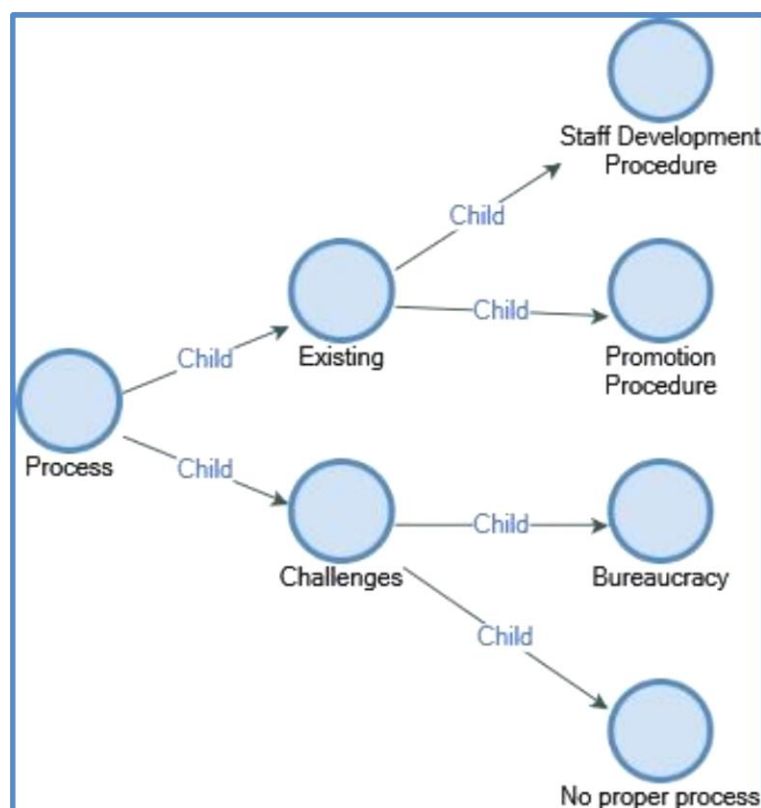 Staff Development
Procedure
Child
Existing
Child
Promotion
Procedure
Child
Process
Child
Challenges
Child
Bureaucracy
Child
No proper process